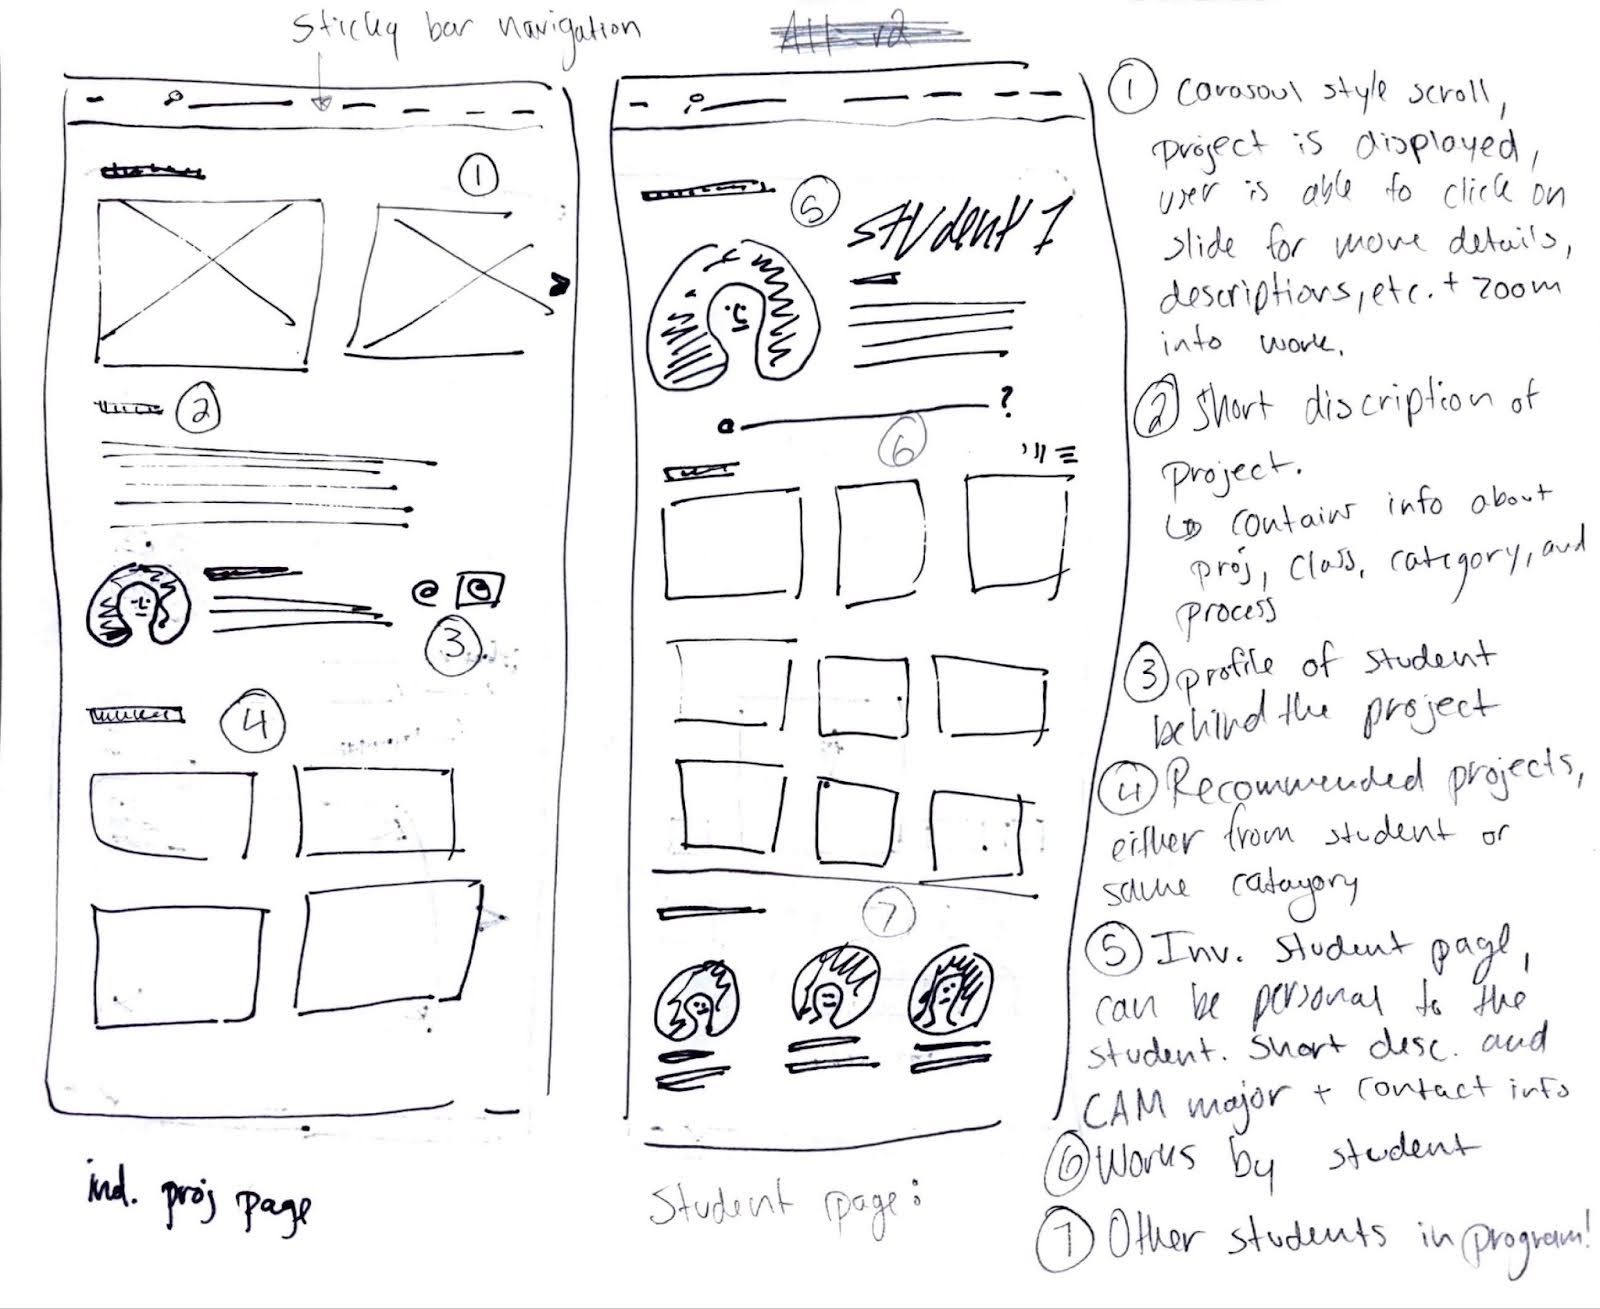 Sticky bar navigation
1
2
3
4
ind. proj page
5
Student 1
?
6
7
Student page:
1 carasoul style scroll,
project is displayed,
user is able to click on
slide for more details,
descriptions, etc. + zoom
into work.
2 Short discription of
project.
↳ contains info about
proj, class, category, and
process
3 profile of student
behind the project
4 Recommended projects,
either from student or
same catagory
5 Inv. student page,
can be personal to the
student. Short desc. and
CAM major + contact info
6 Works by student
7 Other students in program!